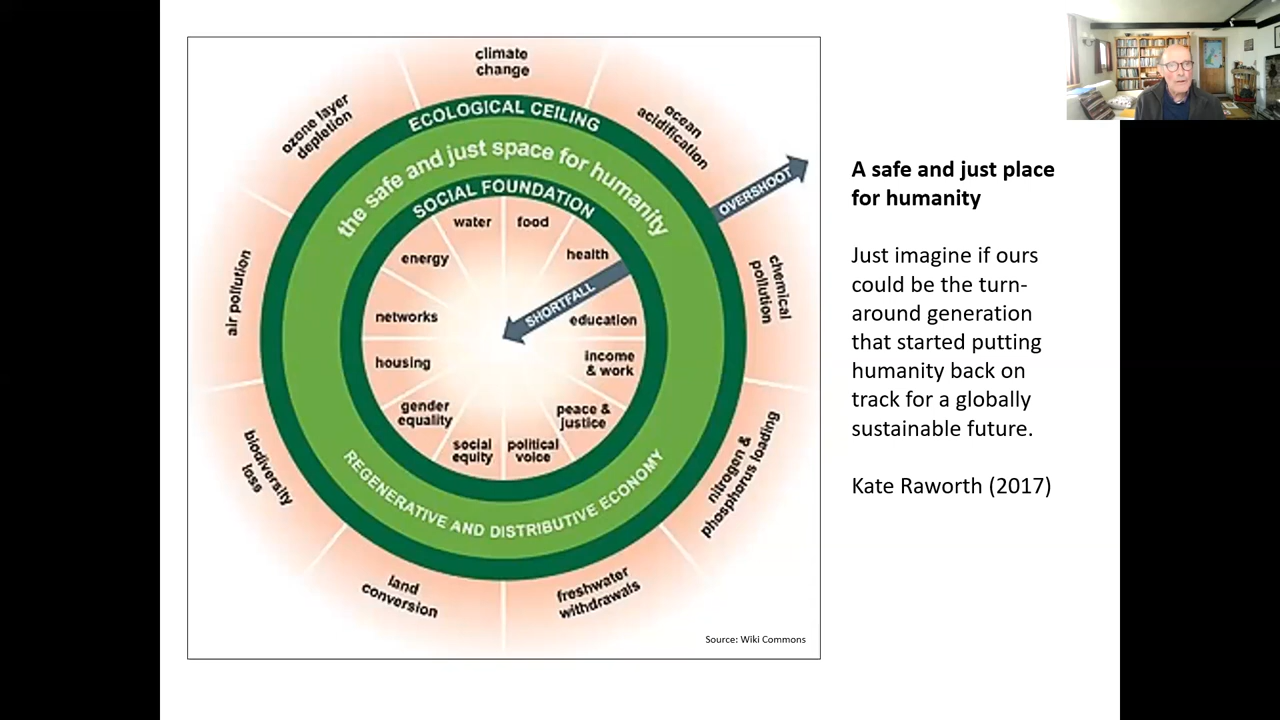 climate
change
ozone layer
depletion
ocean
acidification
ECOLOGICAL CEILING
the safe and just space for humanity
SOCIAL FOUNDATION
OVERSHOOT
water
food
energy
health
air pollution
chemical
pollution
SHORTFALL
networks
education
housing
income
& work
gender
equality
peace &
justice
social
equity
political
voice
biodiversity
loss
nitrogen &
phosphorus loading
REGENERATIVE AND DISTRIBUTIVE ECONOMY
land
conversion
freshwater
withdrawals
Source: Wiki Commons
A safe and just place
for humanity
Just imagine if ours
could be the turn-
around generation
that started putting
humanity back on
track for a globally
sustainable future.
Kate Raworth (2017)